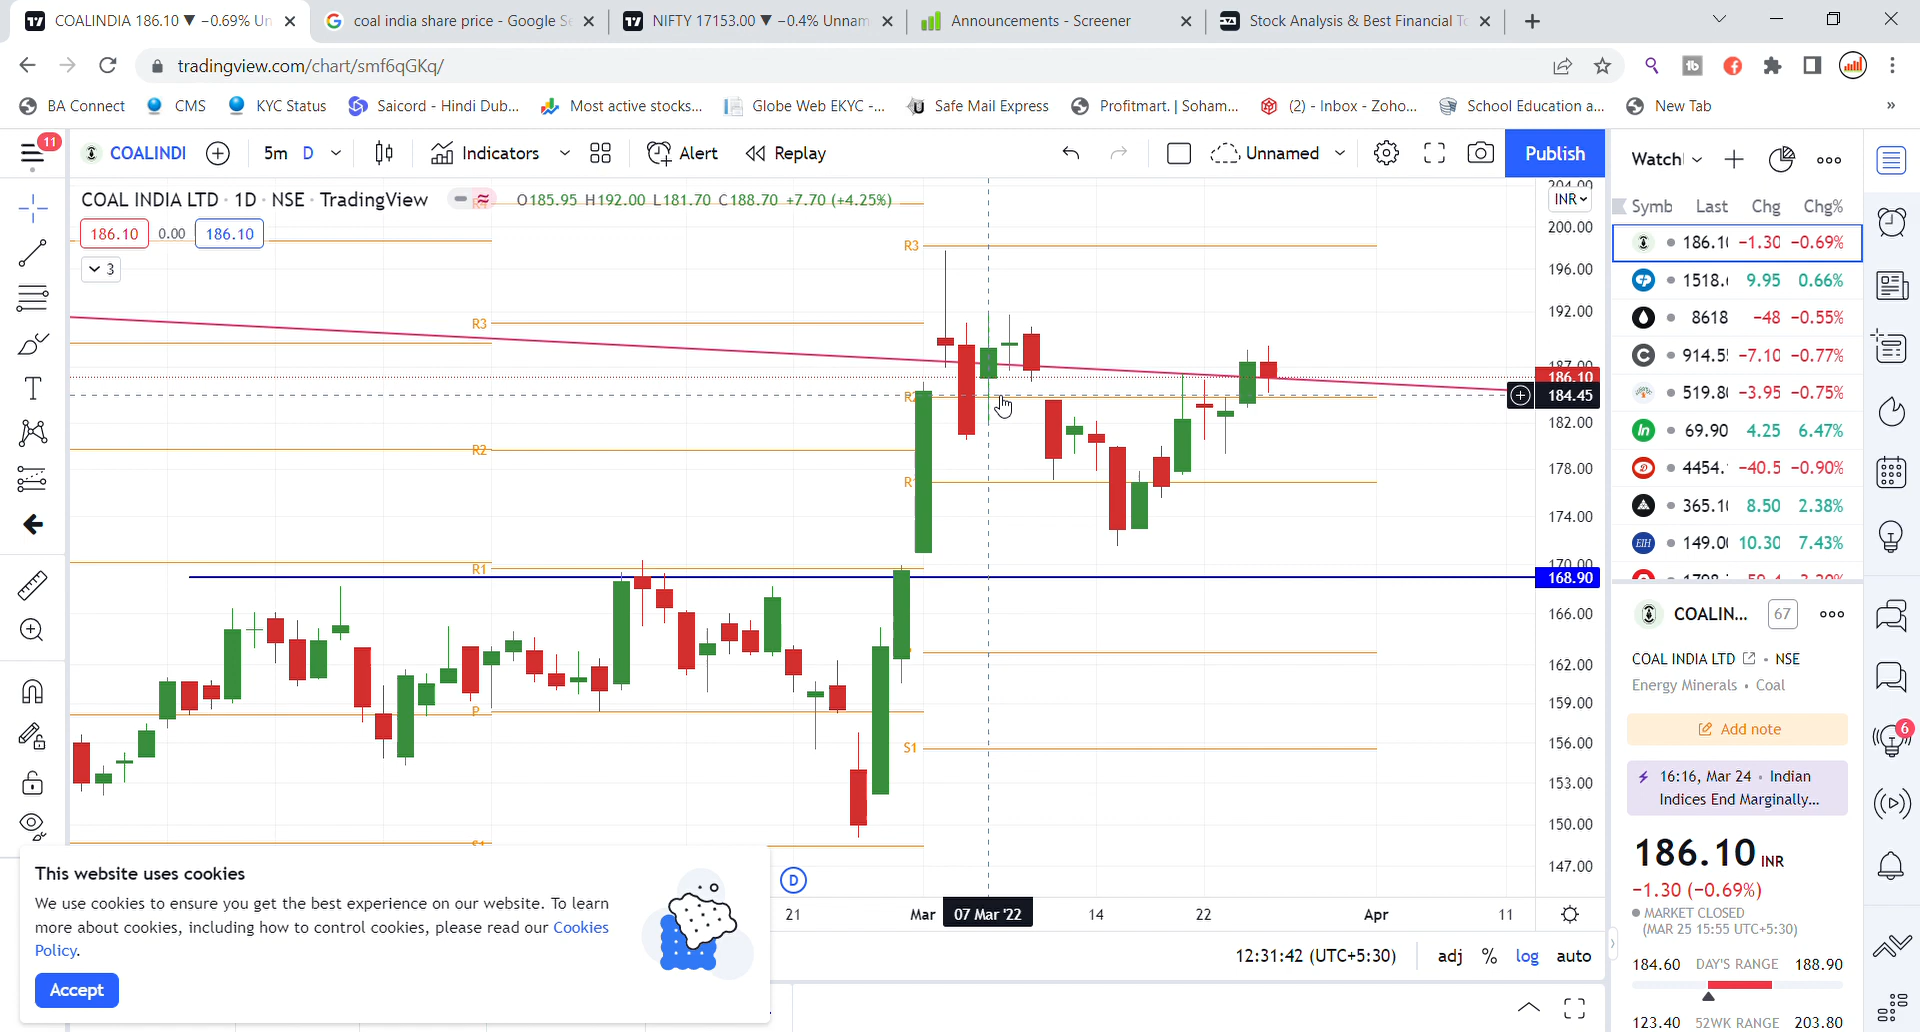 COALINDIA 186.10 ▼ −0.69% Un
coal india share price - Google Se
NIFTY 17153.00 ▼ −0.4% Unnam
Announcements - Screener
Stock Analysis & Best Financial To
tradingview.com/chart/smf6qGKq/
BA Connect
CMS
KYC Status
Saicord - Hindi Dub...
Most active stocks...
Globe Web EKYC -...
Safe Mail Express
Profitmart. | Soham...
(2) - Inbox - Zoho...
School Education a...
New Tab
»
11
COALINDI
5m D
Indicators
Alert
Replay
Unnamed
Publish
Watchl
COAL INDIA LTD · 1D · NSE · TradingView
O185.95 H192.00 L181.70 C188.70 +7.70 (+4.25%)
INR
186.10 0.00 186.10
3
200.00
196.00
192.00
186.10
184.45
182.00
178.00
174.00
168.90
166.00
162.00
159.00
156.00
153.00
150.00
147.00
R3
R3
R2
R1
R1
P
S1
D
21 Mar 07 Mar '22 14 22 Apr 11
12:31:42 (UTC+5:30) adj % log auto
This website uses cookies
We use cookies to ensure you get the best experience on our website. To learn
more about cookies, including how to control cookies, please read our Cookies
Policy.
Accept
Symb Last Chg Chg%
186.10 −1.30 −0.69%
1518. 9.95 0.66%
8618 −48 −0.55%
914.5 −7.10 −0.77%
519.80 −3.95 −0.75%
69.90 4.25 6.47%
4454. −40.5 −0.90%
365.10 8.50 2.38%
EIH 149.00 10.30 7.43%
COALIN... 67
COAL INDIA LTD • NSE
Energy Minerals • Coal
Add note
16:16, Mar 24 • Indian
Indices End Marginally...
186.10 INR
−1.30 (−0.69%)
MARKET CLOSED
(MAR 25 15:55 UTC+5:30)
184.60 DAY'S RANGE 188.90
123.40 52WK RANGE 203.80
6